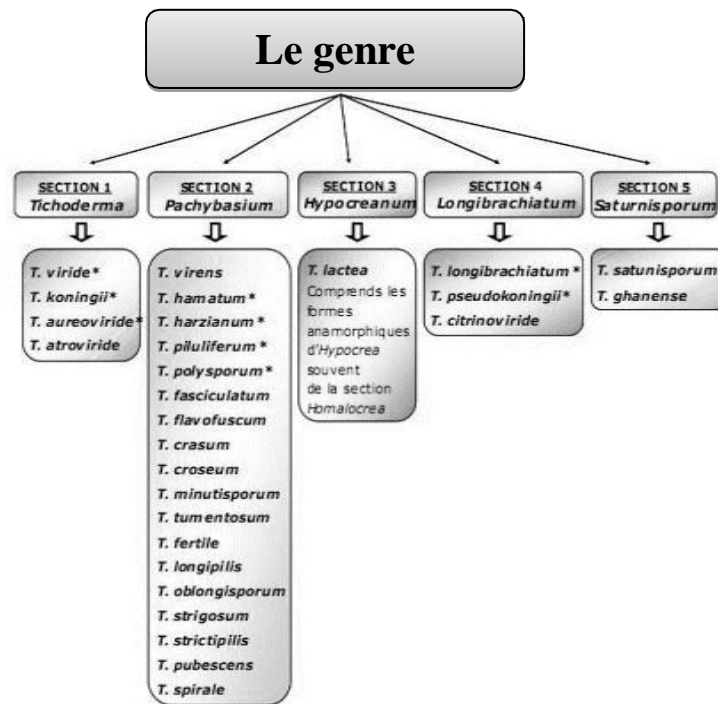 Le genre
SECTION 1
Tichoderma
T. viride*
T. koningii*
T. aureoviride*
T. atroviride
SECTION 2
Pachybasium
T. virens
T. hamatum*
T. harzianum*
T. piluliferum*
T. polysporum*
T. fasciculatum
T. flavofuscum
T. crasum
T. croseum
T. minutisporum
T. tumentosum
T. fertile
T. longipilis
T. oblongisporum
T. strigosum
T. strictipilis
T. pubescens
T. spirale
SECTION 3
Hypocreanum
T. lactea
Comprends les
formes
anamorphiques
d'Hypocrea
souvent
de la section
Homalocrea
SECTION 4
Longibrachiatum
T. longibrachiatum*
T. pseudokoningii*
T. citrinoviride
SECTION 5
Saturnisporum
T. satunisporum
T. ghanense